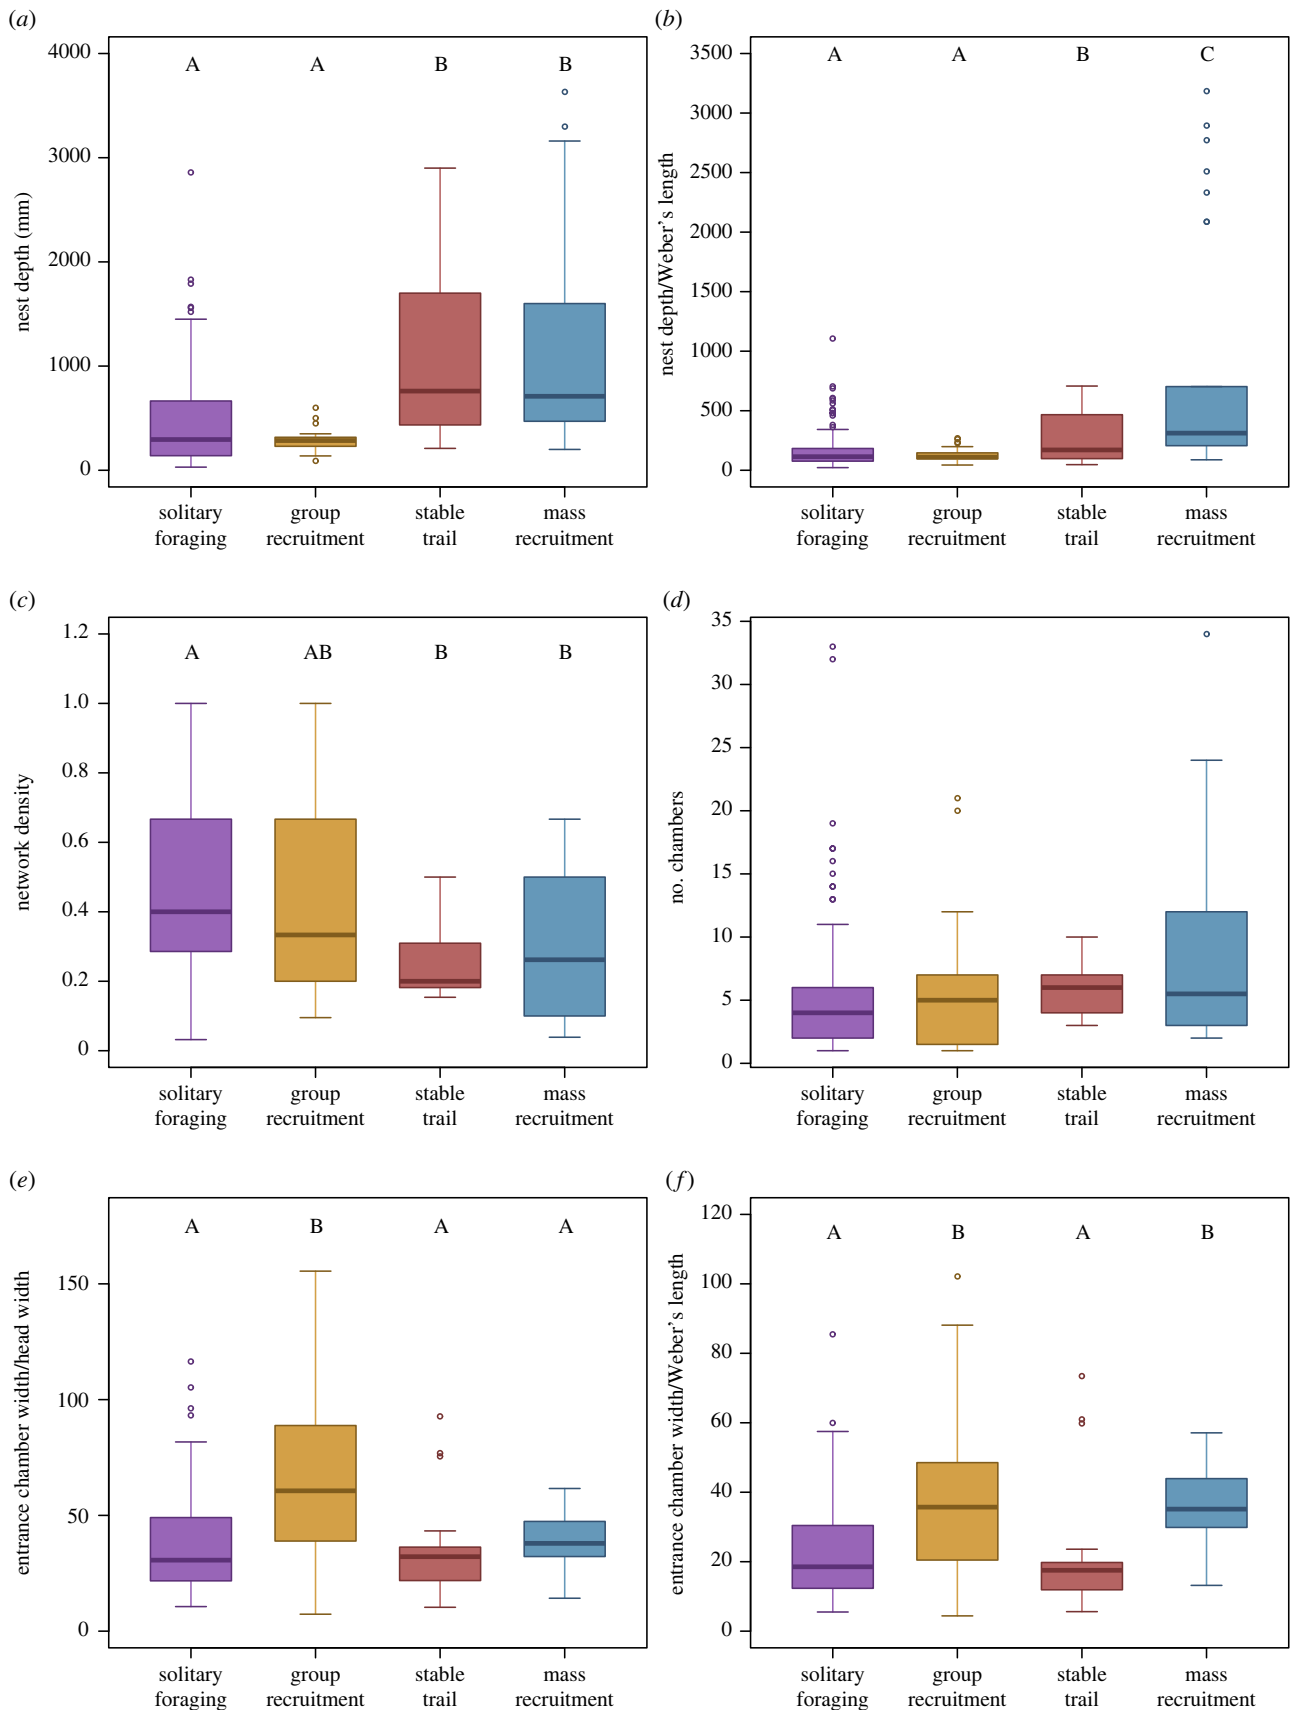 (a)
4000
3000
2000
1000
0
nest depth (mm)
A A B B
solitary foraging
group recruitment
stable trail
mass recruitment
(b)
3500
3000
2500
2000
1500
1000
500
0
nest depth/Weber's length
A A B C
solitary foraging
group recruitment
stable trail
mass recruitment
(c)
1.2
1.0
0.8
0.6
0.4
0.2
0
network density
A AB B B
solitary foraging
group recruitment
stable trail
mass recruitment
(d)
35
30
25
20
15
10
5
0
no. chambers
solitary foraging
group recruitment
stable trail
mass recruitment
(e)
150
100
50
0
entrance chamber width/head width
A B A A
solitary foraging
group recruitment
stable trail
mass recruitment
(f)
120
100
80
60
40
20
0
entrance chamber width/Weber's length
A B A B
solitary foraging
group recruitment
stable trail
mass recruitment